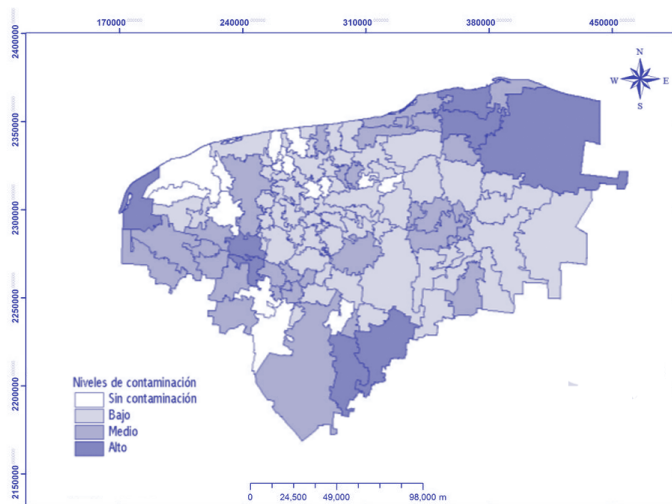 170000 240000 310000 380000 450000
2400000
2350000
2300000
2250000
2200000
2150000
N
W E
S
Niveles de contaminación
Sin contaminación
Bajo
Medio
Alto
0 24,500 49,000 98,000 m